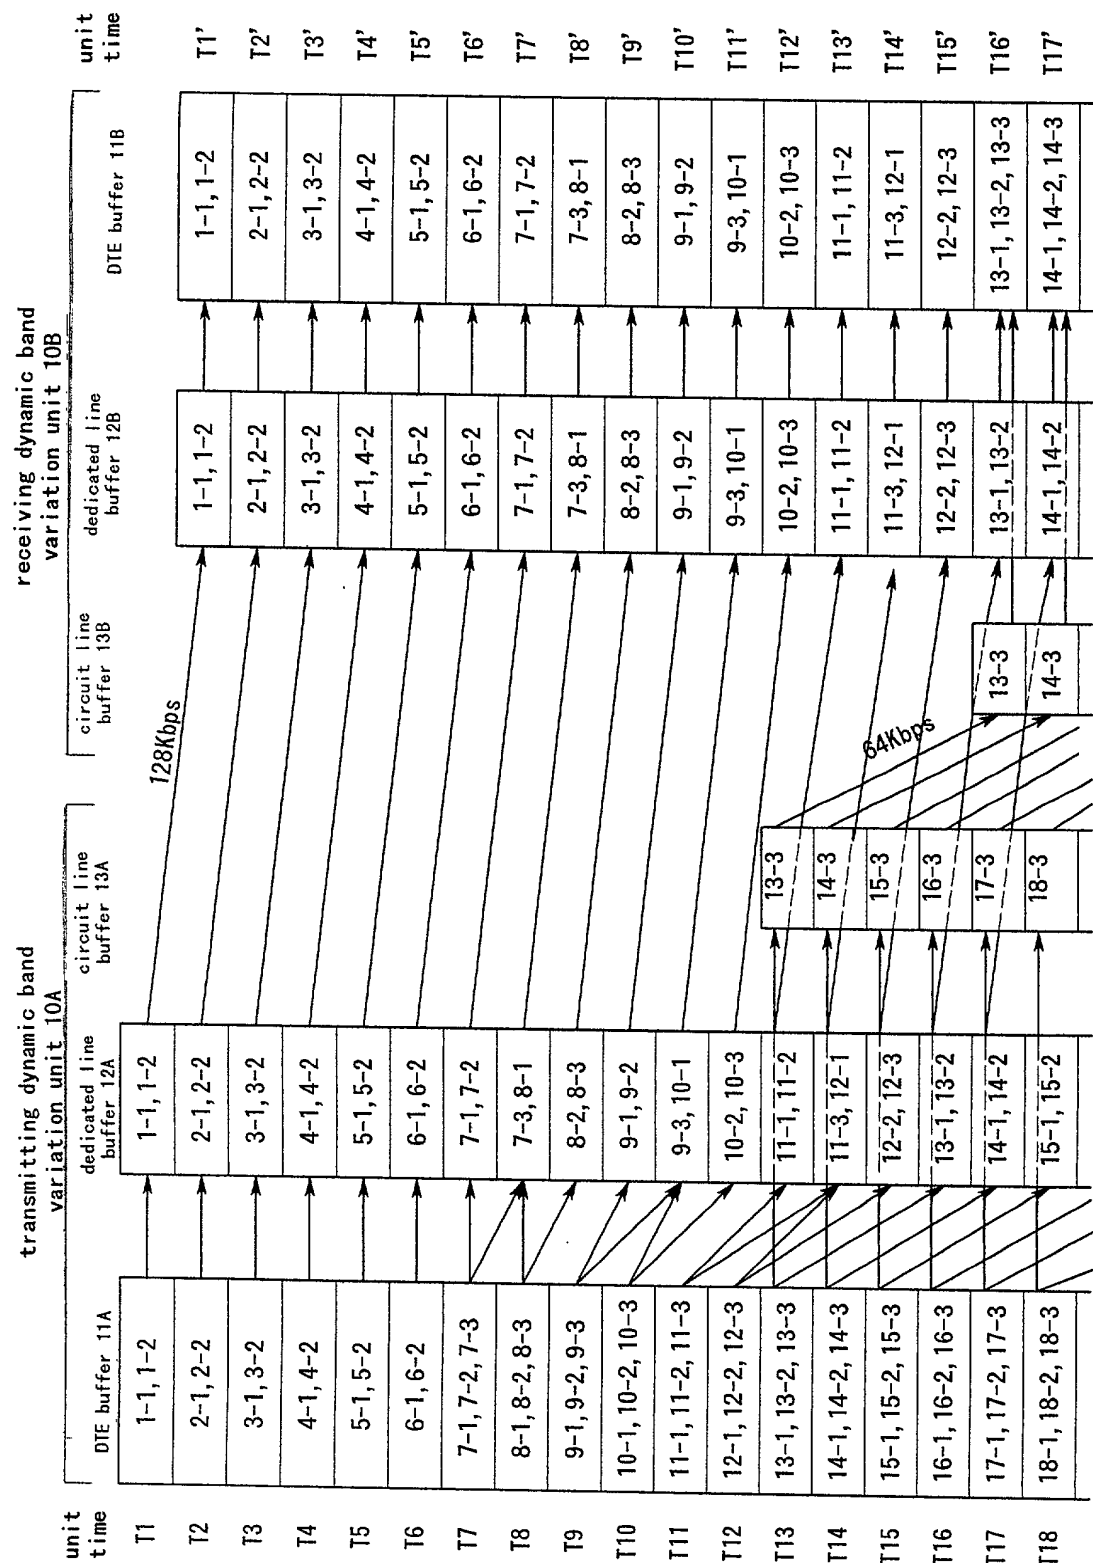 transmitting dynamic band
variation unit 10A
receiving dynamic band
variation unit 10B
unit
time
DTE buffer 11A
dedicated line
buffer 12A
circuit line
buffer 13A
circuit line
buffer 13B
dedicated line
buffer 12B
DTE buffer 11B
unit
time
T1
T2
T3
T4
T5
T6
T7
T8
T9
T10
T11
T12
T13
T14
T15
T16
T17
T18
1-1, 1-2
2-1, 2-2
3-1, 3-2
4-1, 4-2
5-1, 5-2
6-1, 6-2
7-1, 7-2, 7-3
8-1, 8-2, 8-3
9-1, 9-2, 9-3
10-1, 10-2, 10-3
11-1, 11-2, 11-3
12-1, 12-2, 12-3
13-1, 13-2, 13-3
14-1, 14-2, 14-3
15-1, 15-2, 15-3
16-1, 16-2, 16-3
17-1, 17-2, 17-3
18-1, 18-2, 18-3
1-1, 1-2
2-1, 2-2
3-1, 3-2
4-1, 4-2
5-1, 5-2
6-1, 6-2
7-1, 7-2
7-3, 8-1
8-2, 8-3
9-1, 9-2
9-3, 10-1
10-2, 10-3
11-1, 11-2
11-3, 12-1
12-2, 12-3
13-1, 13-2
14-1, 14-2
15-1, 15-2
13-3
14-3
15-3
16-3
17-3
18-3
128Kbps
64Kbps
13-3
14-3
1-1, 1-2
2-1, 2-2
3-1, 3-2
4-1, 4-2
5-1, 5-2
6-1, 6-2
7-1, 7-2
7-3, 8-1
8-2, 8-3
9-1, 9-2
9-3, 10-1
10-2, 10-3
11-1, 11-2
11-3, 12-1
12-2, 12-3
13-1, 13-2
14-1, 14-2
1-1, 1-2
2-1, 2-2
3-1, 3-2
4-1, 4-2
5-1, 5-2
6-1, 6-2
7-1, 7-2
7-3, 8-1
8-2, 8-3
9-1, 9-2
9-3, 10-1
10-2, 10-3
11-1, 11-2
11-3, 12-1
12-2, 12-3
13-1, 13-2, 13-3
14-1, 14-2, 14-3
T1'
T2'
T3'
T4'
T5'
T6'
T7'
T8'
T9'
T10'
T11'
T12'
T13'
T14'
T15'
T16'
T17'